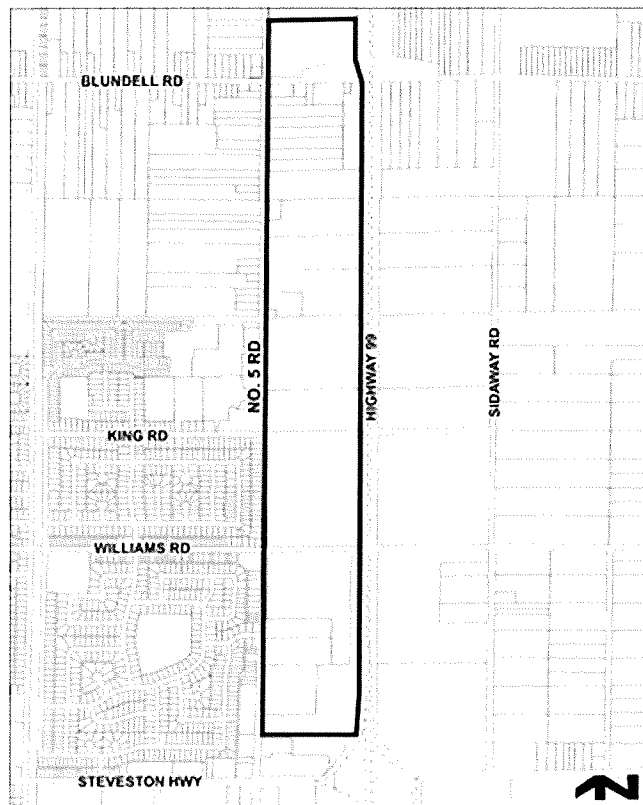 BLUNDELL RD
NO. 5 RD
HIGHWAY 99
SIDAWAY RD
KING RD
WILLIAMS RD
STEVESTON HWY
N